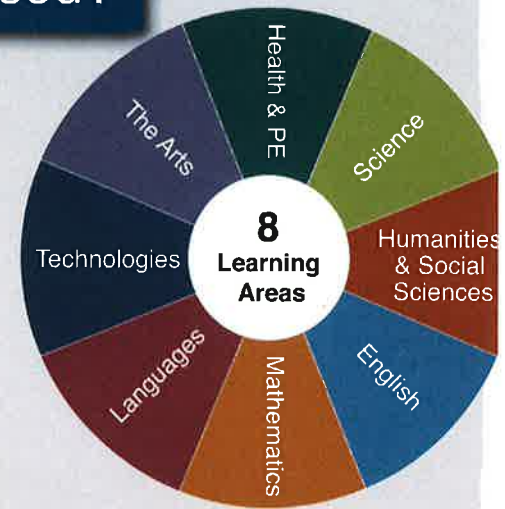 Health & PE
Science
Humanities
& Social
Sciences
English
Mathematics
Languages
Technologies
The Arts
8
Learning
Areas